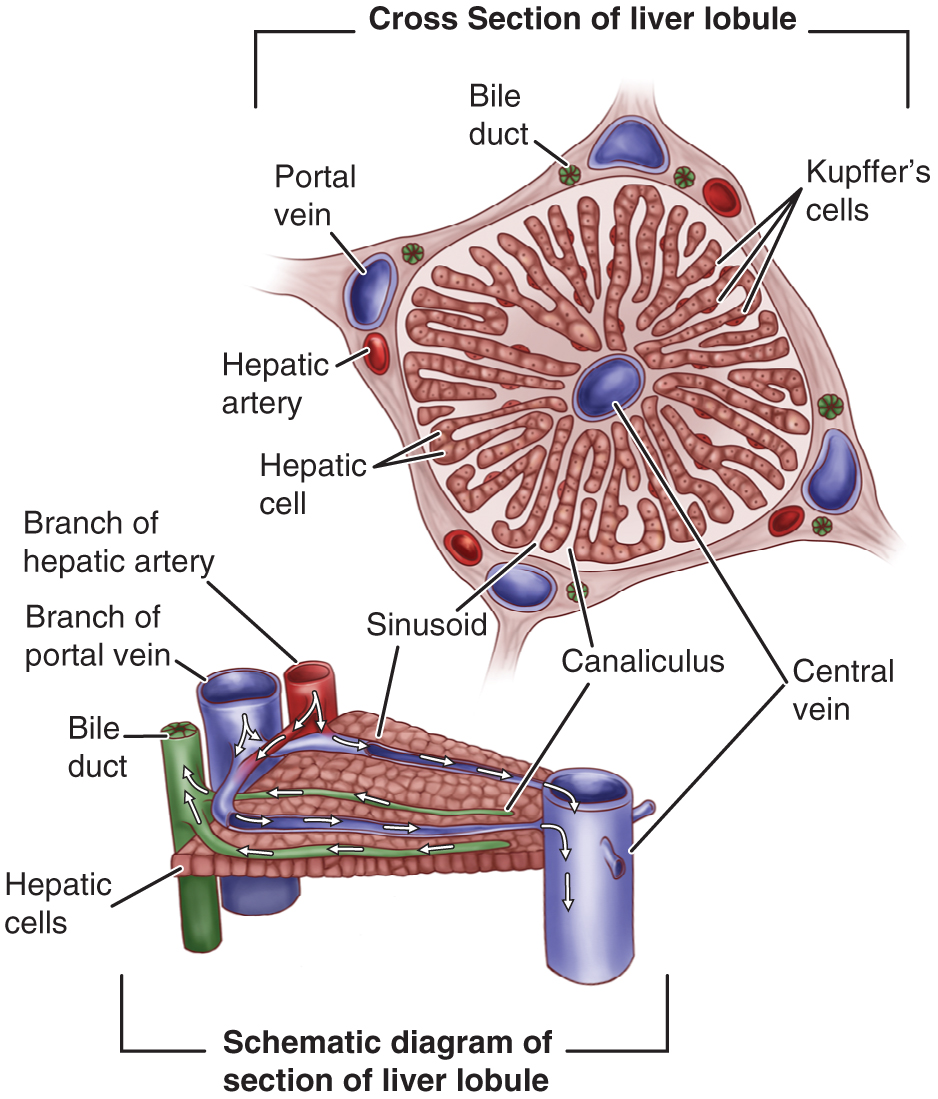 Cross Section of liver lobule
Bile
duct
Portal
vein
Kupffer’s
cells
Hepatic
artery
Hepatic
cell
Branch of
hepatic artery
Branch of
portal vein
Sinusoid
Canaliculus
Central
vein
Bile
duct
Hepatic
cells
Schematic diagram of
section of liver lobule